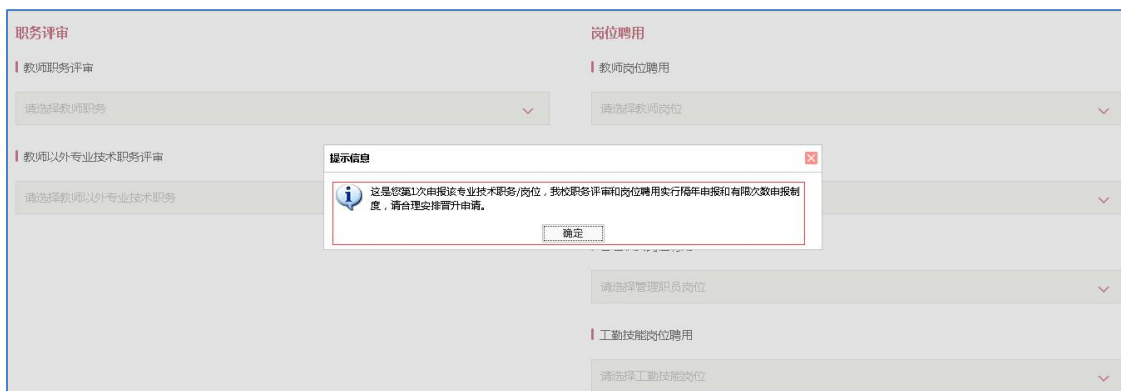 职务评审
教师职务评审
请选择教师职务
教师以外专业技术职务评审
请选择教师以外专业技术职务
岗位聘用
教师岗位聘用
请选择教师岗位
提示信息
这是您第1次申报该专业技术职务/岗位，我校职务评审和岗位聘用实行隔年申报和有限次数申报制
度，请合理安排晋升申请。
确定
请选择管理职员岗位
工勤技能岗位聘用
请选择工勤技能岗位